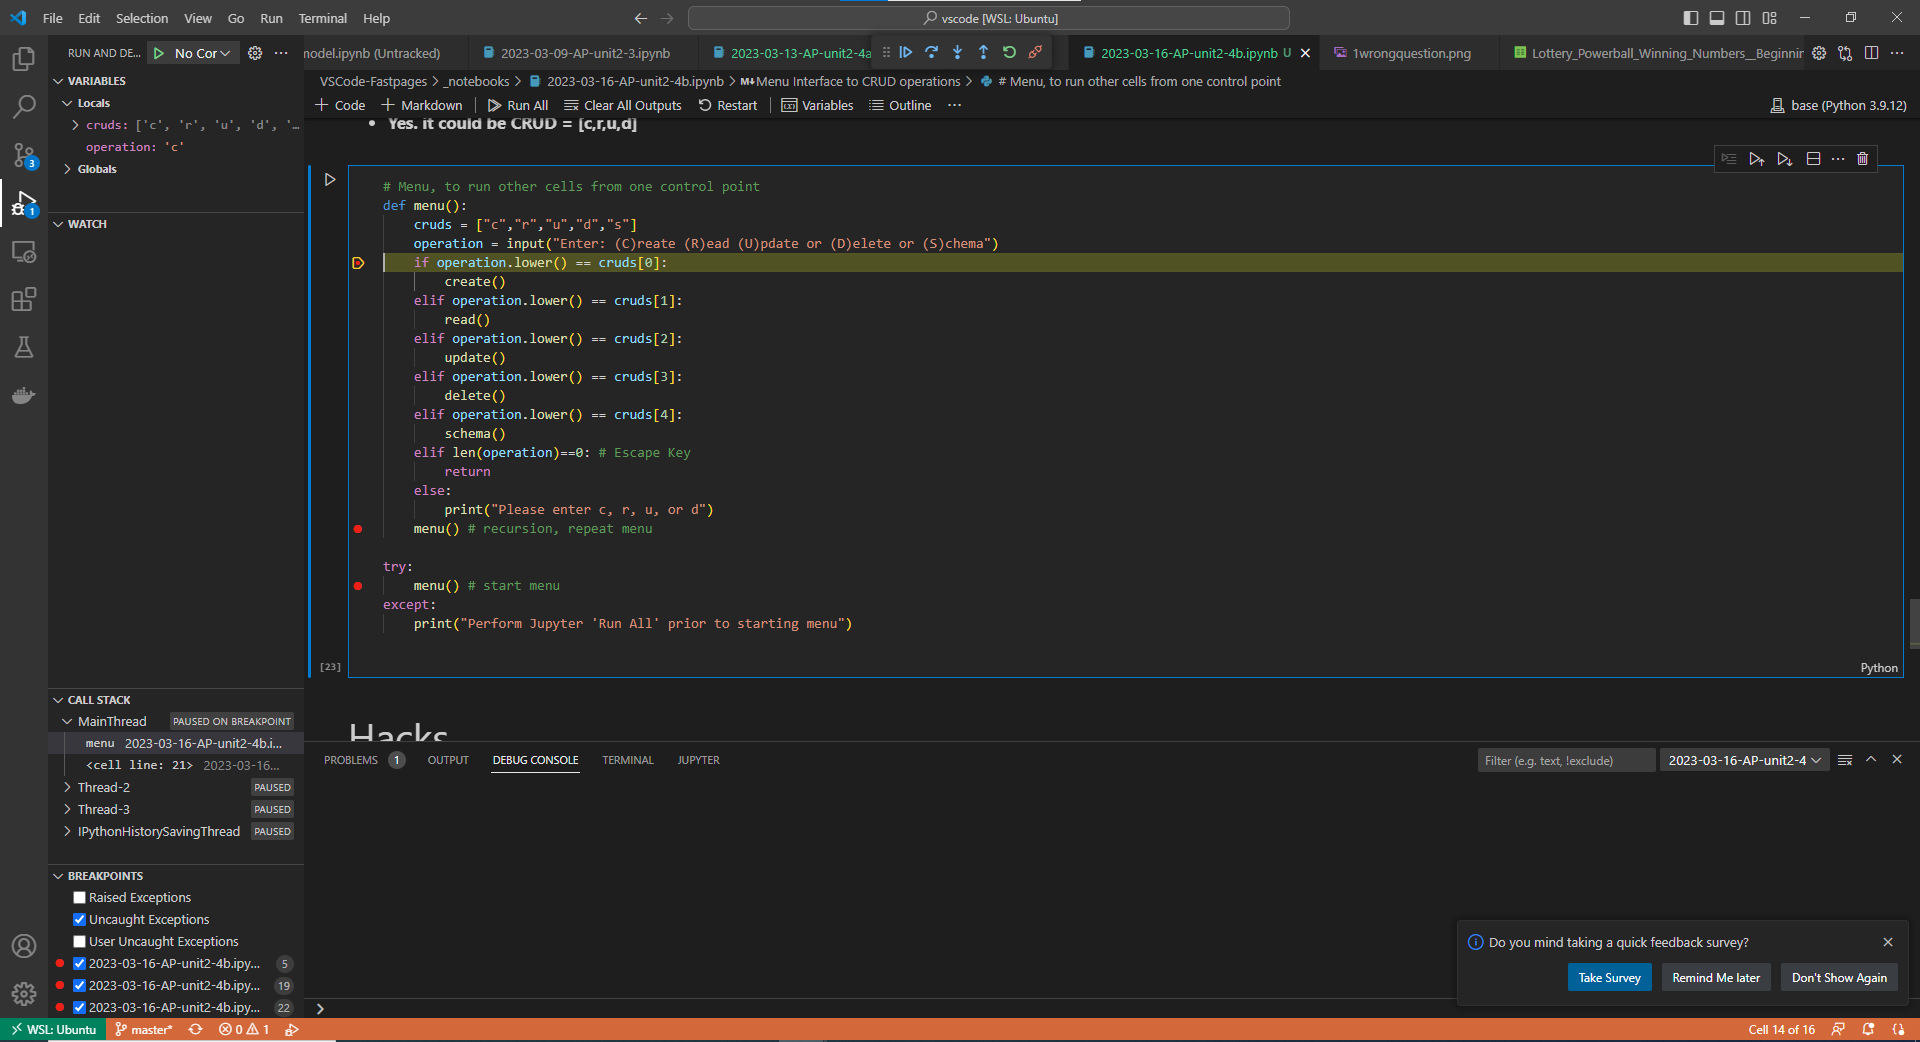 File Edit Selection View Go Run Terminal Help
vscode [WSL: Ubuntu]
RUN AND DE... No Cor
nodel.ipynb (Untracked) 2023-03-09-AP-unit2-3.ipynb 2023-03-13-AP-unit2-4a 2023-03-16-AP-unit2-4b.ipynb U 1wrongquestion.png Lottery_Powerball_Winning_Numbers__Beginnin
VSCode-Fastpages > _notebooks > 2023-03-16-AP-unit2-4b.ipynb > M↓Menu Interface to CRUD operations > # Menu, to run other cells from one control point
+ Code + Markdown Run All Clear All Outputs Restart Variables Outline ... base (Python 3.9.12)
VARIABLES
Locals
cruds: ['c', 'r', 'u', 'd', '...
operation: 'c'
Globals
WATCH
• Yes. it could be CRUD = [c,r,u,d]
# Menu, to run other cells from one control point
def menu():
cruds = ["c","r","u","d","s"]
operation = input("Enter: (C)reate (R)ead (U)pdate or (D)elete or (S)chema")
if operation.lower() == cruds[0]:
create()
elif operation.lower() == cruds[1]:
read()
elif operation.lower() == cruds[2]:
update()
elif operation.lower() == cruds[3]:
delete()
elif operation.lower() == cruds[4]:
schema()
elif len(operation)==0: # Escape Key
return
else:
print("Please enter c, r, u, or d")
menu() # recursion, repeat menu
try:
menu() # start menu
except:
print("Perform Jupyter 'Run All' prior to starting menu")
[23]
Python
Hacks
CALL STACK
MainThread PAUSED ON BREAKPOINT
menu 2023-03-16-AP-unit2-4b.i...
<cell line: 21> 2023-03-16...
Thread-2 PAUSED
Thread-3 PAUSED
IPythonHistorySavingThread PAUSED
BREAKPOINTS
Raised Exceptions
Uncaught Exceptions
User Uncaught Exceptions
2023-03-16-AP-unit2-4b.ipy... 5
2023-03-16-AP-unit2-4b.ipy... 19
2023-03-16-AP-unit2-4b.ipy... 22
PROBLEMS 1 OUTPUT DEBUG CONSOLE TERMINAL JUPYTER
Filter (e.g. text, !exclude) 2023-03-16-AP-unit2-4
Do you mind taking a quick feedback survey?
Take Survey Remind Me later Don't Show Again
3
1
WSL: Ubuntu master* 0 1 Cell 14 of 16